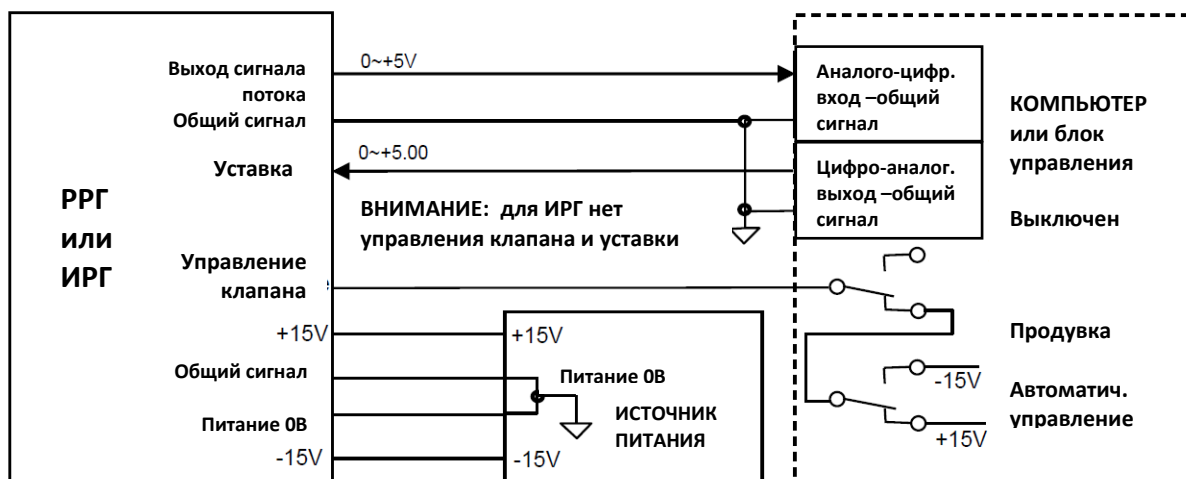 РРГ
или
ИРГ
Выход сигнала
потока
Общий сигнал
Уставка
Управление
клапана
+15V
Общий сигнал
Питание 0В
-15V
0~+5V
0~+5.00
ВНИМАНИЕ: для ИРГ нет
управления клапана и уставки
+15V
Питание 0В
ИСТОЧНИК
ПИТАНИЯ
-15V
Аналого-цифр.
вход –общий
сигнал
Цифро-аналог.
выход –общий
сигнал
КОМПЬЮТЕР
или блок
управления
Выключен
Продувка
-15V
Автоматич.
управление
+15V